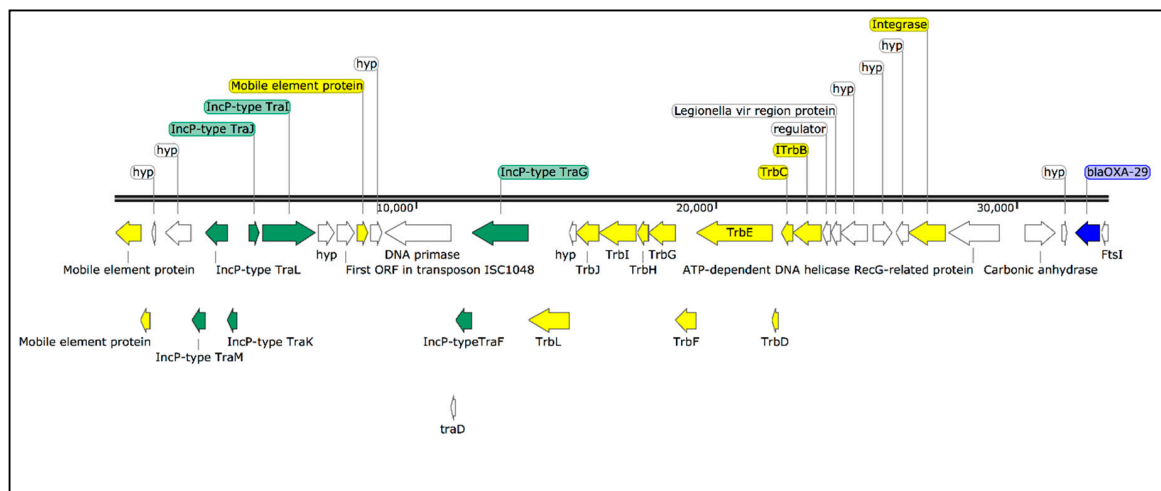 Integrase
hyp
hyp
hyp
Mobile element protein
hyp
IncP-type TraI
Legionella vir region protein
IncP-type TraJ
regulator
hyp
ITrbB
hyp
IncP-type TraG
TrbC
hyp
blaOXA-29
10,000
20,000
30,000
TrbE
hyp
DNA primase
hyp
TrbI
TrbG
FtsI
Mobile element protein
IncP-type TraL
First ORF in transposon ISC1048
TrbJ
TrbH
ATP-dependent DNA helicase RecG-related protein
Carbonic anhydrase
Mobile element protein
IncP-type TraK
IncP-typeTraF
TrbL
TrbF
TrbD
IncP-type TraM
traD